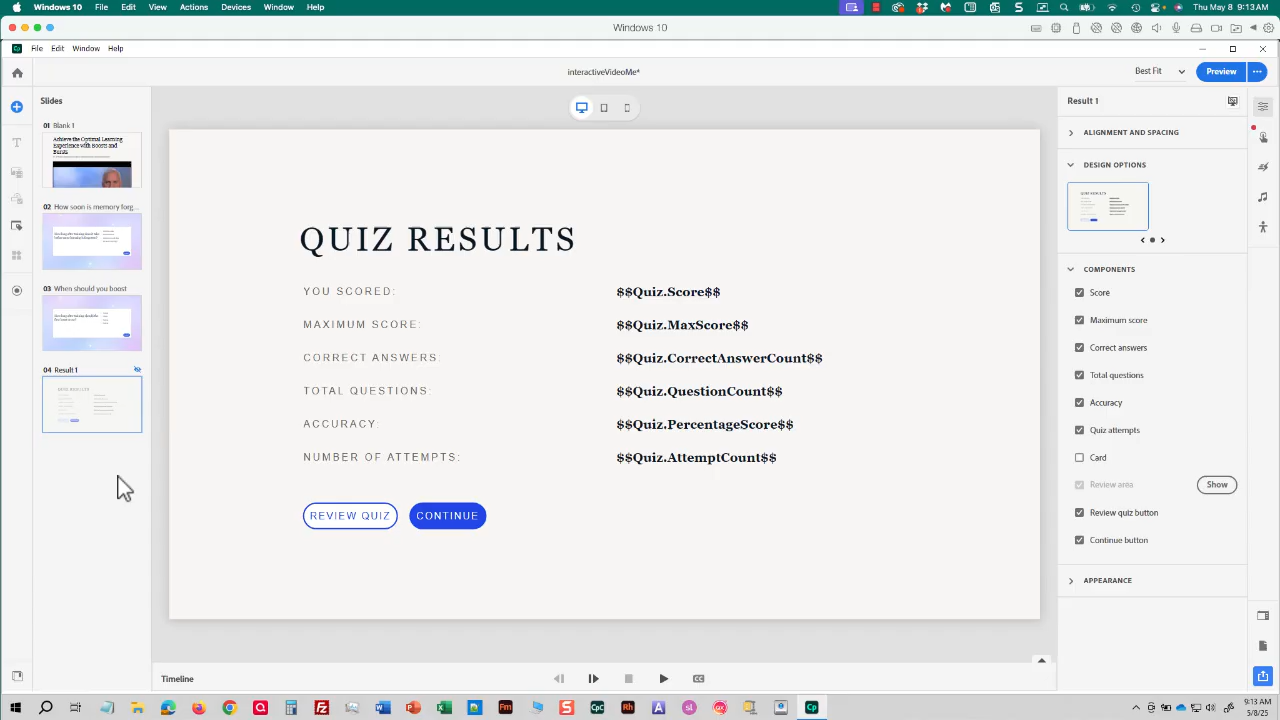 Windows 10 File Edit View Actions Devices Window Help
Thu May 8 9:13 AM
Windows 10
File Edit Window Help
interactiveVideoMe*
Best Fit
Preview
Slides
01 Blank 1
Achieve the Optimal Learning
Experience with Boosts and
Bursts
02 How soon is memory forg...
03 When should you boost
04 Result 1
QUIZ RESULTS
YOU SCORED: $$Quiz.Score$$
MAXIMUM SCORE: $$Quiz.MaxScore$$
CORRECT ANSWERS: $$Quiz.CorrectAnswerCount$$
TOTAL QUESTIONS $$Quiz.QuestionCount$$
ACCURACY: $$Quiz.PercentageScore$$
NUMBER OF ATTEMPTS: $$Quiz.AttemptCount$$
REVIEW QUIZ CONTINUE
Result 1
ALIGNMENT AND SPACING
DESIGN OPTIONS
COMPONENTS
Score
Maximum score
Correct answers
Total questions
Accuracy
Quiz attempts
Card
Review area Show
Review quiz button
Continue button
APPEARANCE
Timeline
CC
9:13 AM
5/8/25